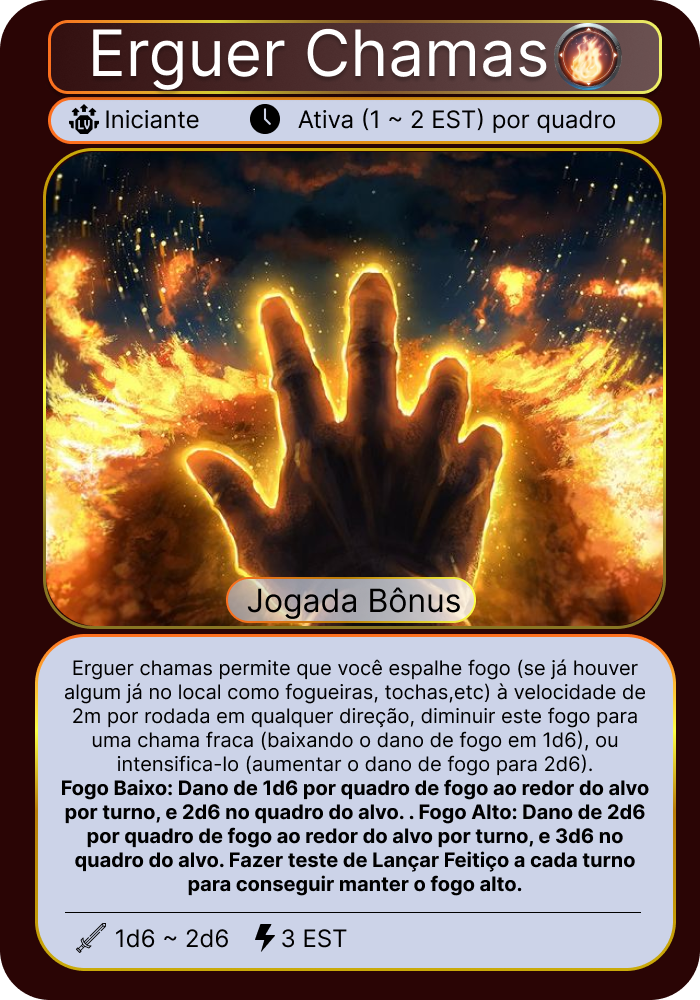 Erguer Chamas
LV Iniciante
Ativa (1 ~ 2 EST) por quadro
Jogada Bônus
Erguer chamas permite que você espalhe fogo (se já houver
algum já no local como fogueiras, tochas,etc) à velocidade de
2m por rodada em qualquer direção, diminuir este fogo para
uma chama fraca (baixando o dano de fogo em 1d6), ou
intensifica-lo (aumentar o dano de fogo para 2d6).
Fogo Baixo: Dano de 1d6 por quadro de fogo ao redor do alvo
por turno, e 2d6 no quadro do alvo. . Fogo Alto: Dano de 2d6
por quadro de fogo ao redor do alvo por turno, e 3d6 no
quadro do alvo. Fazer teste de Lançar Feitiço a cada turno
para conseguir manter o fogo alto.
1d6 ~ 2d6
3 EST